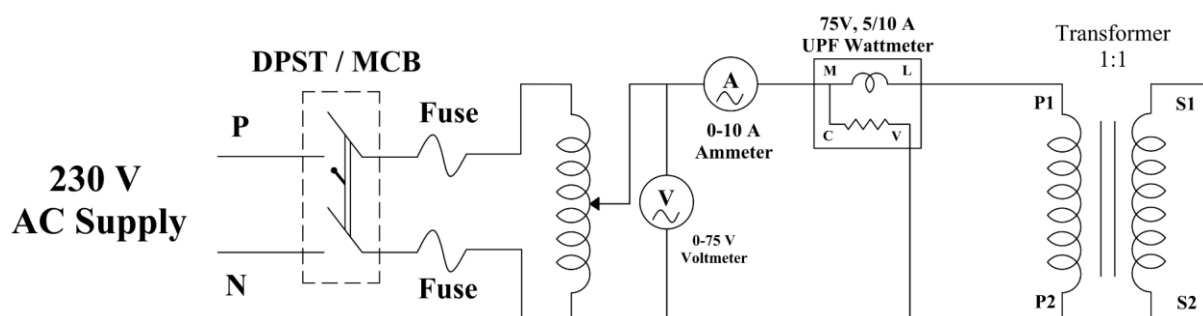 230 V
AC Supply
P
N
DPST / MCB
Fuse
Fuse
A
0-10 A
Ammeter
V
0-75 V
Voltmeter
75V, 5/10 A
UPF Wattmeter
M
L
C
V
Transformer
1:1
P1
S1
P2
S2